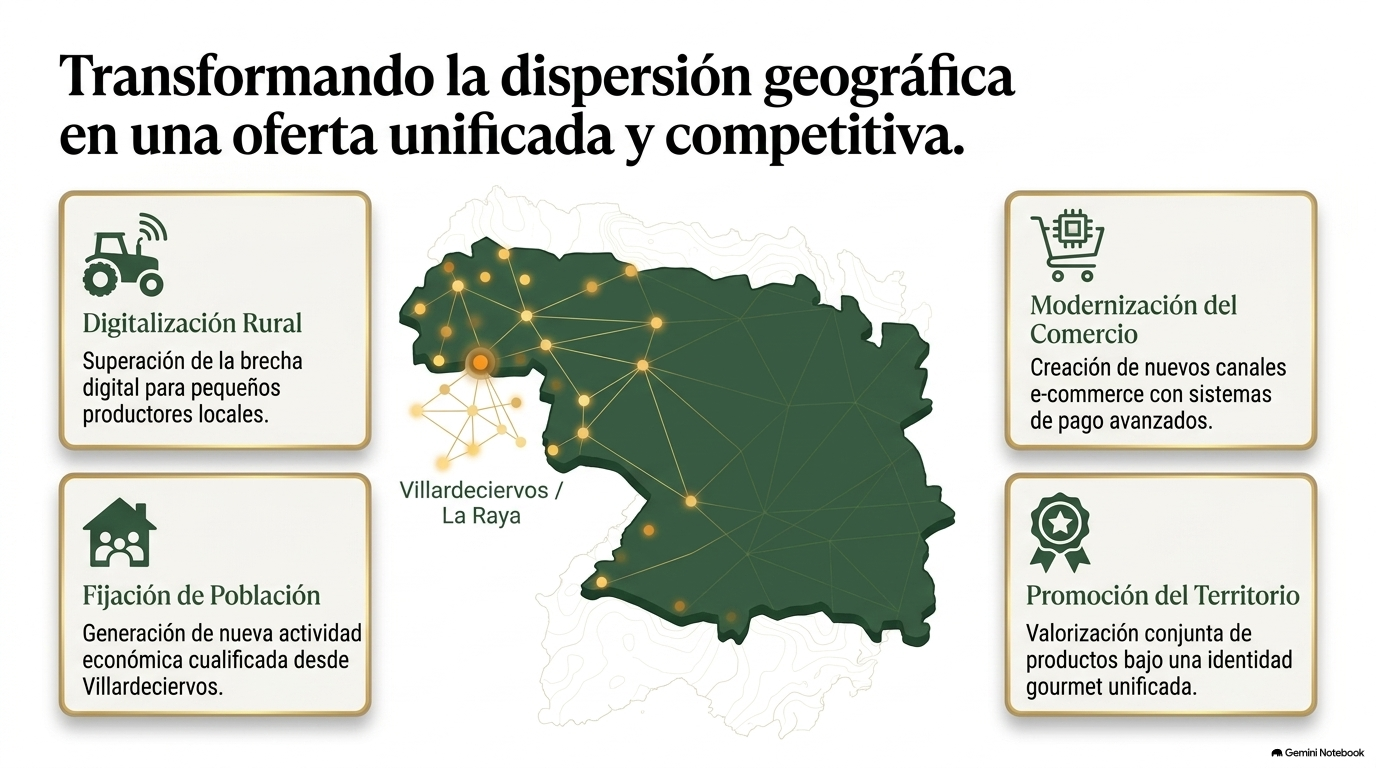 Transformando la dispersión geográfica
en una oferta unificada y competitiva.
Digitalización Rural
Superación de la brecha
digital para pequeños
productores locales.
Fijación de Población
Generación de nueva actividad
económica cualificada desde
Villardeciervos.
Villardeciervos /
La Raya
Modernización del
Comercio
Creación de nuevos canales
e-commerce con sistemas
de pago avanzados.
Promoción del Territorio
Valorización conjunta de
productos bajo una identidad
gourmet unificada.
Gemini Notebook